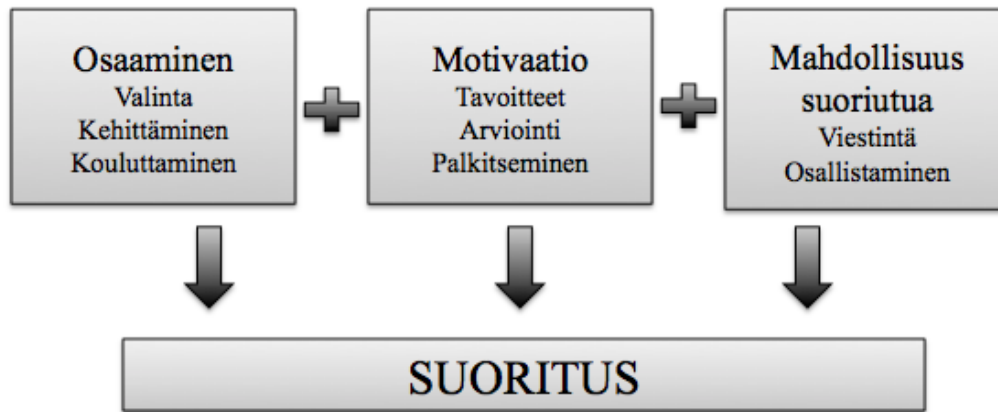 Osaaminen
Valinta
Kehittäminen
Kouluttaminen
Motivaatio
Tavoitteet
Arviointi
Palkitseminen
Mahdollisuus
suoriutua
Viestintä
Osallistaminen
SUORITUS